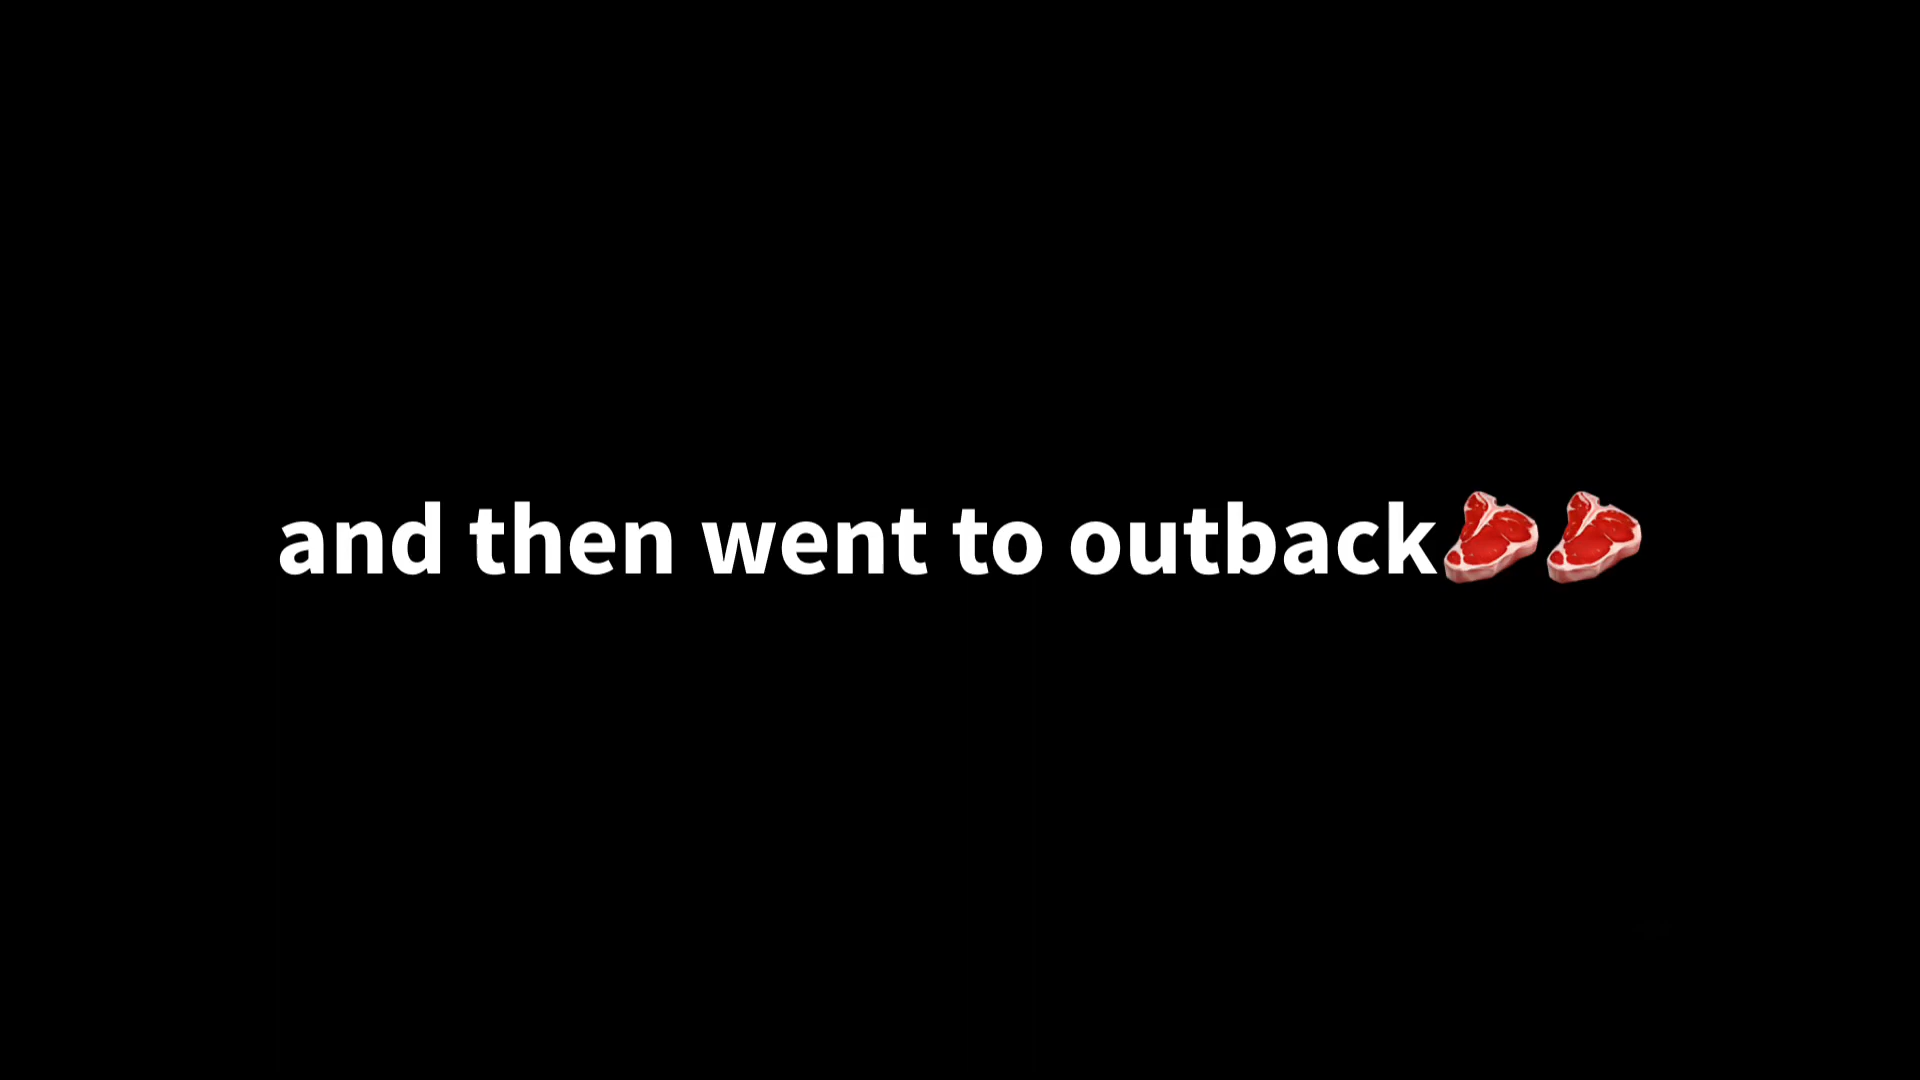 and then went to outback🥩🥩